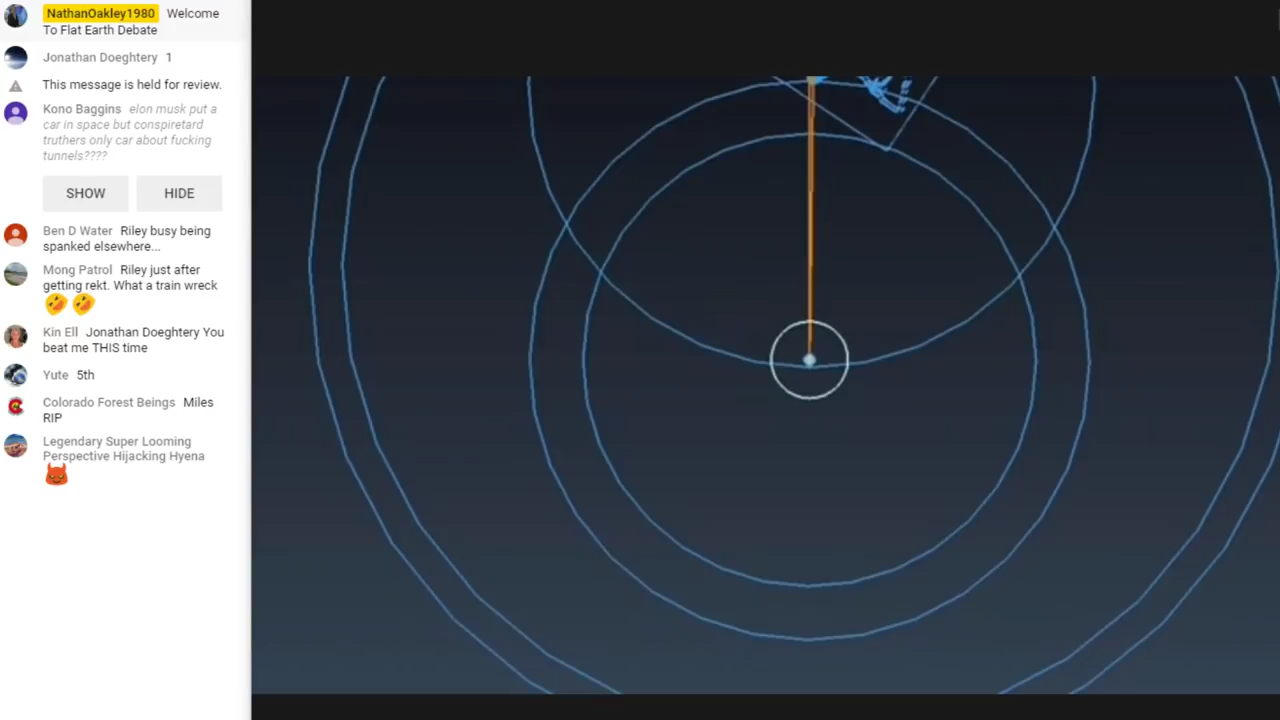 NathanOakley1980 Welcome
To Flat Earth Debate
Jonathan Doeghtery 1
This message is held for review.
Kono Baggins elon musk put a
car in space but conspiretard
truthers only car about fucking
tunnels????
SHOW HIDE
Ben D Water Riley busy being
spanked elsewhere...
Mong Patrol Riley just after
getting rekt. What a train wreck
Kin Ell Jonathan Doeghtery You
beat me THIS time
Yute 5th
Colorado Forest Beings Miles
RIP
Legendary Super Looming
Perspective Hijacking Hyena